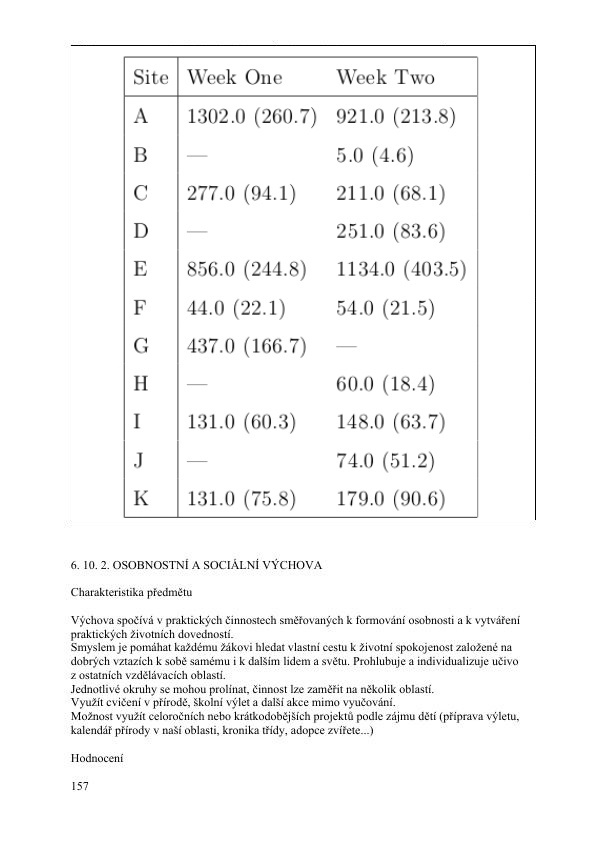 Site Week One Week Two
A 1302.0 (260.7) 921.0 (213.8)
B — 5.0 (4.6)
C 277.0 (94.1) 211.0 (68.1)
D — 251.0 (83.6)
E 856.0 (244.8) 1134.0 (403.5)
F 44.0 (22.1) 54.0 (21.5)
G 437.0 (166.7) —
H — 60.0 (18.4)
I 131.0 (60.3) 148.0 (63.7)
J — 74.0 (51.2)
K 131.0 (75.8) 179.0 (90.6)
6. 10. 2. OSOBNOSTNÍ A SOCIÁLNÍ VÝCHOVA
Charakteristika předmětu
Výchova spočívá v praktických činnostech směřovaných k formování osobnosti a k vytváření
praktických životních dovedností.
Smyslem je pomáhat každému žákovi hledat vlastní cestu k životní spokojenost založené na
dobrých vztazích k sobě samému i k dalším lidem a světu. Prohlubuje a individualizuje učivo
z ostatních vzdělávacích oblastí.
Jednotlivé okruhy se mohou prolínat, činnost lze zaměřit na několik oblastí.
Využít cvičení v přírodě, školní výlet a další akce mimo vyučování.
Možnost využít celoročních nebo krátkodobějších projektů podle zájmu dětí (příprava výletu,
kalendář přírody v naší oblasti, kronika třídy, adopce zvířete...)
Hodnocení
157